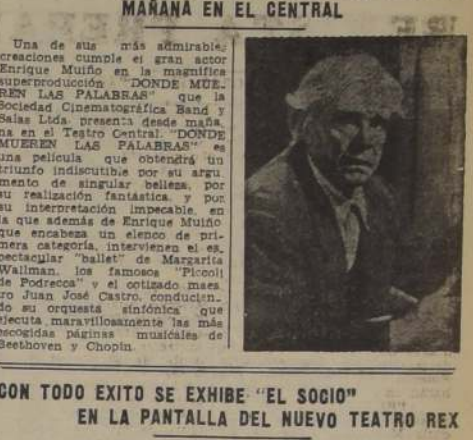 MAÑANA EN EL CENTRAL
Una de sus más admirables
creaciones cumple el gran actor
Enrique Muiño en la magnífica
superproducción "DONDE MUE-
REN LAS PALABRAS" que la
Sociedad Cinematográfica Band y
Salas Ltda. presenta desde maña-
na en el Teatro Central. "DONDE
MUEREN LAS PALABRAS" es
una película que obtendrá un
triunfo indiscutible por su argu-
mento de singular belleza, por
su realización fantástica, y por
su interpretación impecable, en
la que además de Enrique Muiño
que encabeza un elenco de pri-
mera categoría, intervienen el es-
pectacular "ballet" de Margarita
Wallman, los famosos "Piccoli
de Podrecca" y el cotizado maes-
tro Juan José Castro, conducien-
do su orquesta sinfónica que
ejecuta maravillosamente las más
escogidas páginas musicales de
Beethoven y Chopin.
CON TODO EXITO SE EXHIBE "EL SOCIO"
EN LA PANTALLA DEL NUEVO TEATRO REX